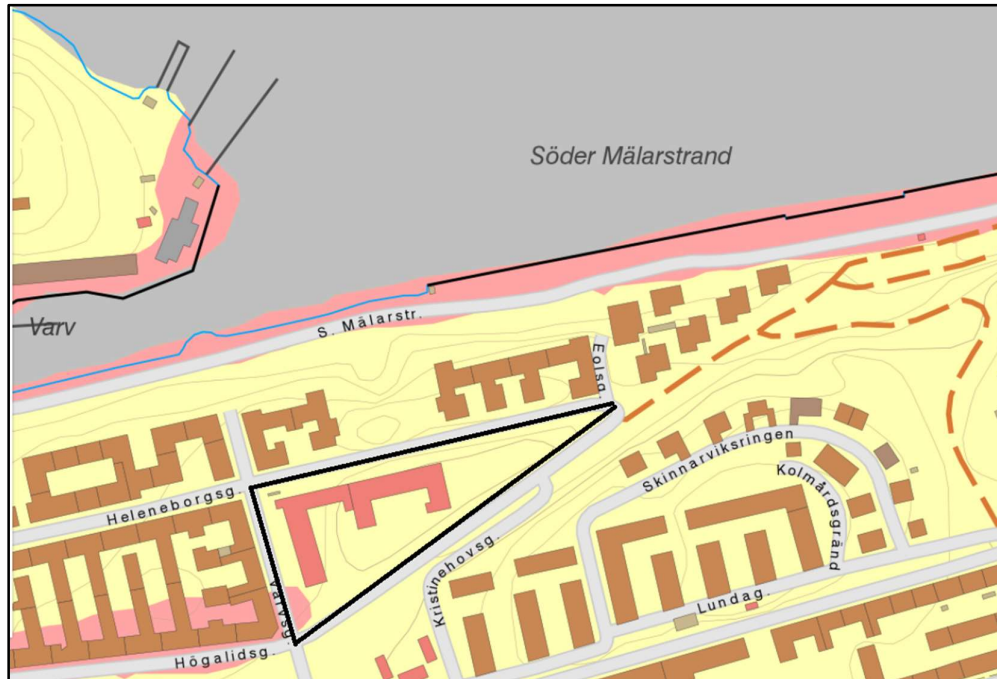 Söder Mälarstrand
Varv
S. Mälarstr.
Eolsg.
Heleneborgsg.
Skinnarviksringen
Kolmårdsgränd
Kristinehovsg.
Varvsg.
Lundag.
Högalidsg.